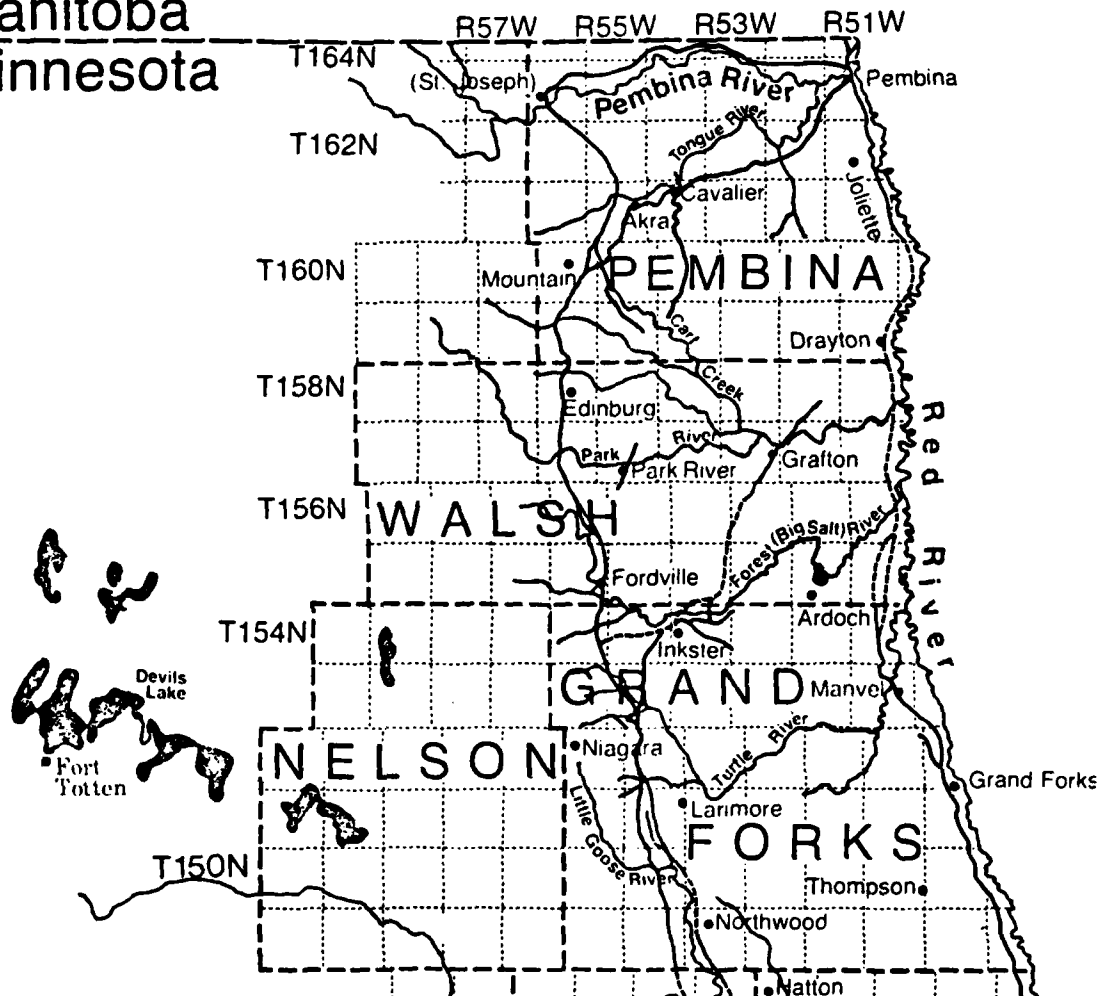 anitoba
innesota
R57W R55W R53W R51W
T164N
(St. Joseph)
Pembina River
Pembina
T162N
Tongue River
Joliette
Cavalier
Akra
T160N
Mountain
PEMBINA
Cart
Creek
Drayton
T158N
Edinburg
Park River
Park River
Grafton
Red River
T156N
WALSH
Forest (Big Salt) River
Fordville
Ardoch
T154N
Inkster
GRAND
Manvel
Devils
Lake
Fort
Totten
NELSON
Niagara
Turtle River
Grand Forks
Larimore
FORKS
Little Goose River
T150N
Thompson
Northwood
Hatton